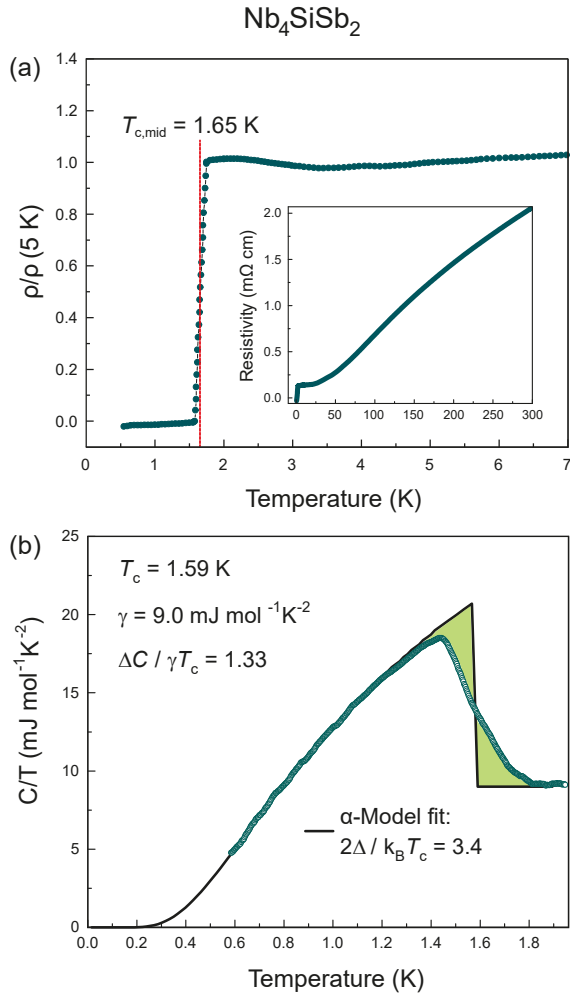 Nb₄SiSb₂
(a)
T_c,mid = 1.65 K
1.4
1.2
1.0
0.8
0.6
0.4
0.2
0.0
ρ/ρ (5 K)
0 1 2 3 4 5 6 7
Temperature (K)
2.0
1.5
1.0
0.5
0.0
Resistivity (mΩ cm)
0 50 100 150 200 250 300
(b)
T_c = 1.59 K
γ = 9.0 mJ mol ⁻¹K⁻²
ΔC / γT_c = 1.33
25
20
15
10
5
0
C/T (mJ mol⁻¹K⁻²)
α-Model fit:
2Δ / k_BT_c = 3.4
0.0 0.2 0.4 0.6 0.8 1.0 1.2 1.4 1.6 1.8
Temperature (K)